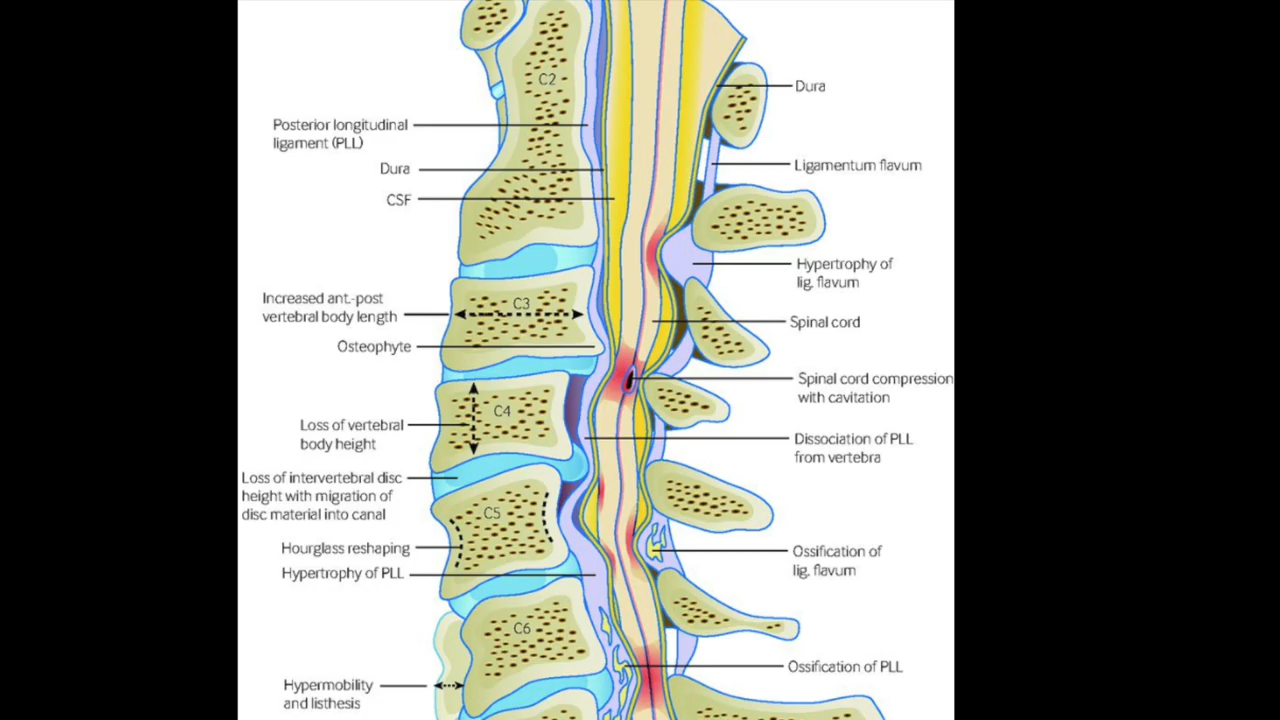 C2
Posterior longitudinal
ligament (PLL)
Dura
CSF
Increased ant.-post
vertebral body length
C3
Osteophyte
C4
Loss of vertebral
body height
Loss of intervertebral disc
height with migration of
disc material into canal
C5
Hourglass reshaping
Hypertrophy of PLL
C6
Hypermobility
and listhesis
Dura
Ligamentum flavum
Hypertrophy of
lig. flavum
Spinal cord
Spinal cord compression
with cavitation
Dissociation of PLL
from vertebra
Ossification of
lig. flavum
Ossification of PLL